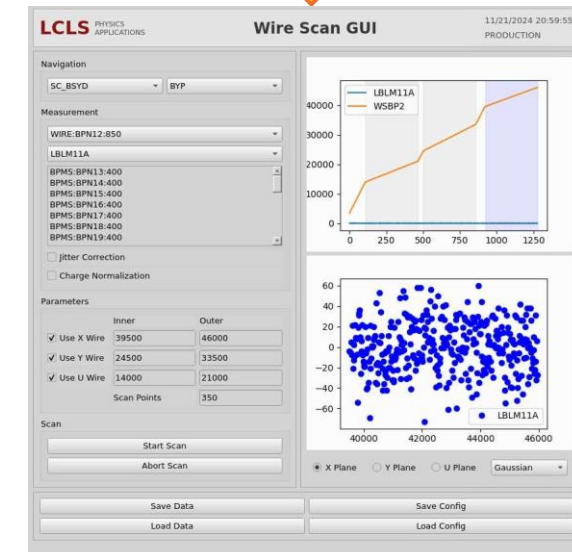 LCLS PHYSICS APPLICATIONS
Wire Scan GUI
11/21/2024 20:59:55
PRODUCTION
Navigation
SC_BSYD BYP
Measurement
WIRE:BPN12:850
LBLM11A
BPMS:BPN13:400
BPMS:BPN14:400
BPMS:BPN15:400
BPMS:BPN16:400
BPMS:BPN17:400
BPMS:BPN18:400
BPMS:BPN19:400
Jitter Correction
Charge Normalization
Parameters
Inner Outer
Use X Wire 39500 46000
Use Y Wire 24500 33500
Use U Wire 14000 21000
Scan Points 350
Scan
Start Scan
Abort Scan
LBLM11A
WSBP2
40000
30000
20000
10000
0
0 250 500 750 1000 1250
60
40
20
0
−20
−40
−60
LBLM11A
40000 42000 44000 46000
X Plane Y Plane U Plane Gaussian
Save Data Save Config
Load Data Load Config